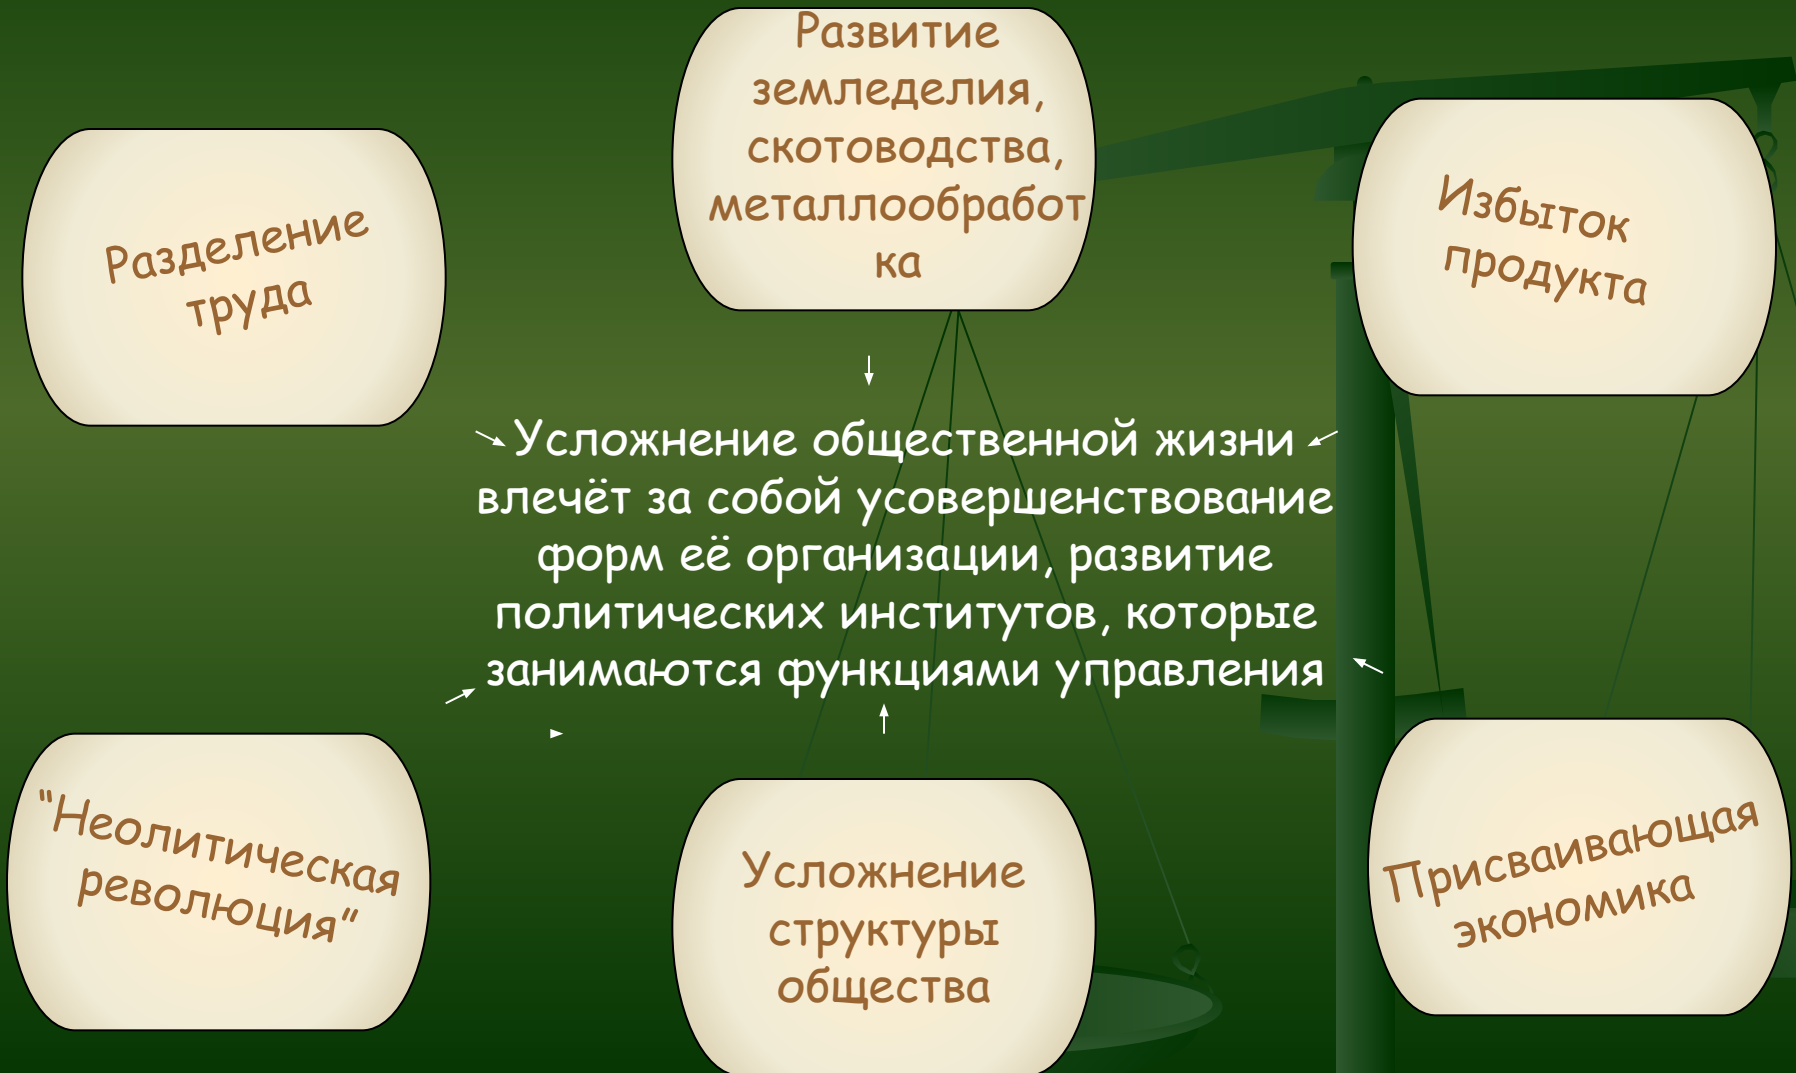 Развитие
земледелия,
скотоводства,
металлообработ
ка
Разделение
труда
Избыток
продукта
Усложнение общественной жизни
влечёт за собой усовершенствование
форм её организации, развитие
политических институтов, которые
занимаются функциями управления
"Неолитическая
революция"
Усложнение
структуры
общества
Присваивающая
экономика